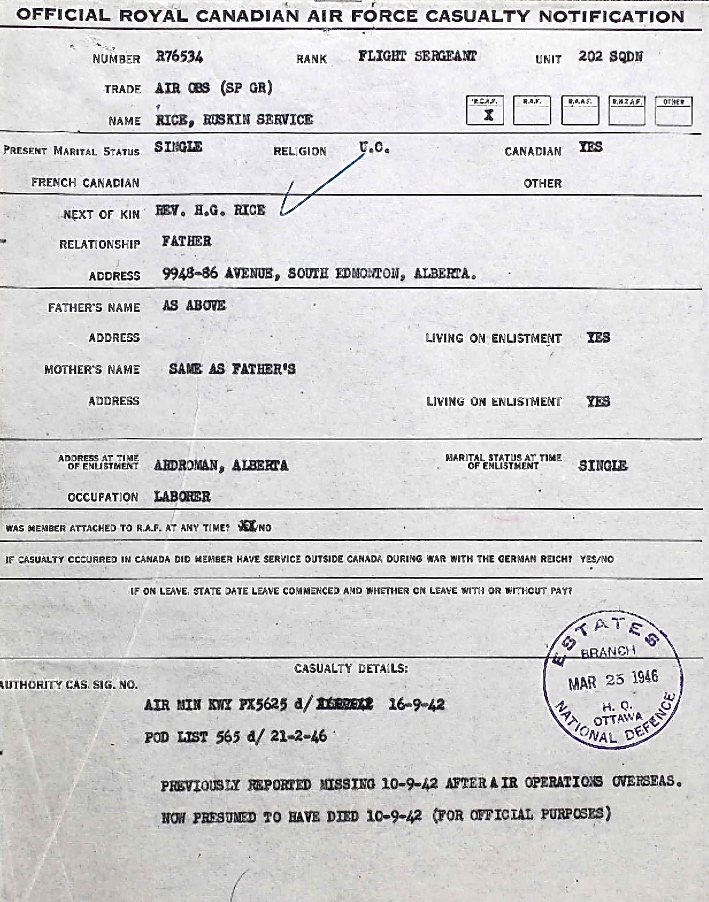 OFFICIAL ROYAL CANADIAN AIR FORCE CASUALTY NOTIFICATION
NUMBER R76534 RANK FLIGHT SERGEANT UNIT 202 SQDN
TRADE AIR OBS (SP GR)
R.C.A.F. R.A.F. R.A.A.F. R.N.Z.A.F. OTHER
X
NAME RICE, RUSKIN SERVICE
PRESENT MARITAL STATUS SINGLE RELIGION U.C. CANADIAN YES
FRENCH CANADIAN OTHER
NEXT OF KIN REV. H.G. RICE
RELATIONSHIP FATHER
ADDRESS 9948-86 AVENUE, SOUTH EDMONTON, ALBERTA.
FATHER'S NAME AS ABOVE
ADDRESS LIVING ON ENLISTMENT YES
MOTHER'S NAME SAME AS FATHER'S
ADDRESS LIVING ON ENLISTMENT YES
ADDRESS AT TIME OF ENLISTMENT ARDROMAN, ALBERTA MARITAL STATUS AT TIME OF ENLISTMENT SINGLE
OCCUPATION LABORER
WAS MEMBER ATTACHED TO R.A.F. AT ANY TIME? XX/NO
IF CASUALTY OCCURRED IN CANADA DID MEMBER HAVE SERVICE OUTSIDE CANADA DURING WAR WITH THE GERMAN REICH? YES/NO
IF ON LEAVE, STATE DATE LEAVE COMMENCED AND WHETHER ON LEAVE WITH OR WITHOUT PAY?
ESTATES
BRANCH
MAR 25 1946
H. Q.
OTTAWA
NATIONAL DEFENCE
CASUALTY DETAILS:
AUTHORITY CAS. SIG. NO.
AIR MIN KWY PX5625 d/ 16-9-42
POD LIST 565 d/ 21-2-46
PREVIOUSLY REPORTED MISSING 10-9-42 AFTER AIR OPERATIONS OVERSEAS.
NOW PRESUMED TO HAVE DIED 10-9-42 (FOR OFFICIAL PURPOSES)